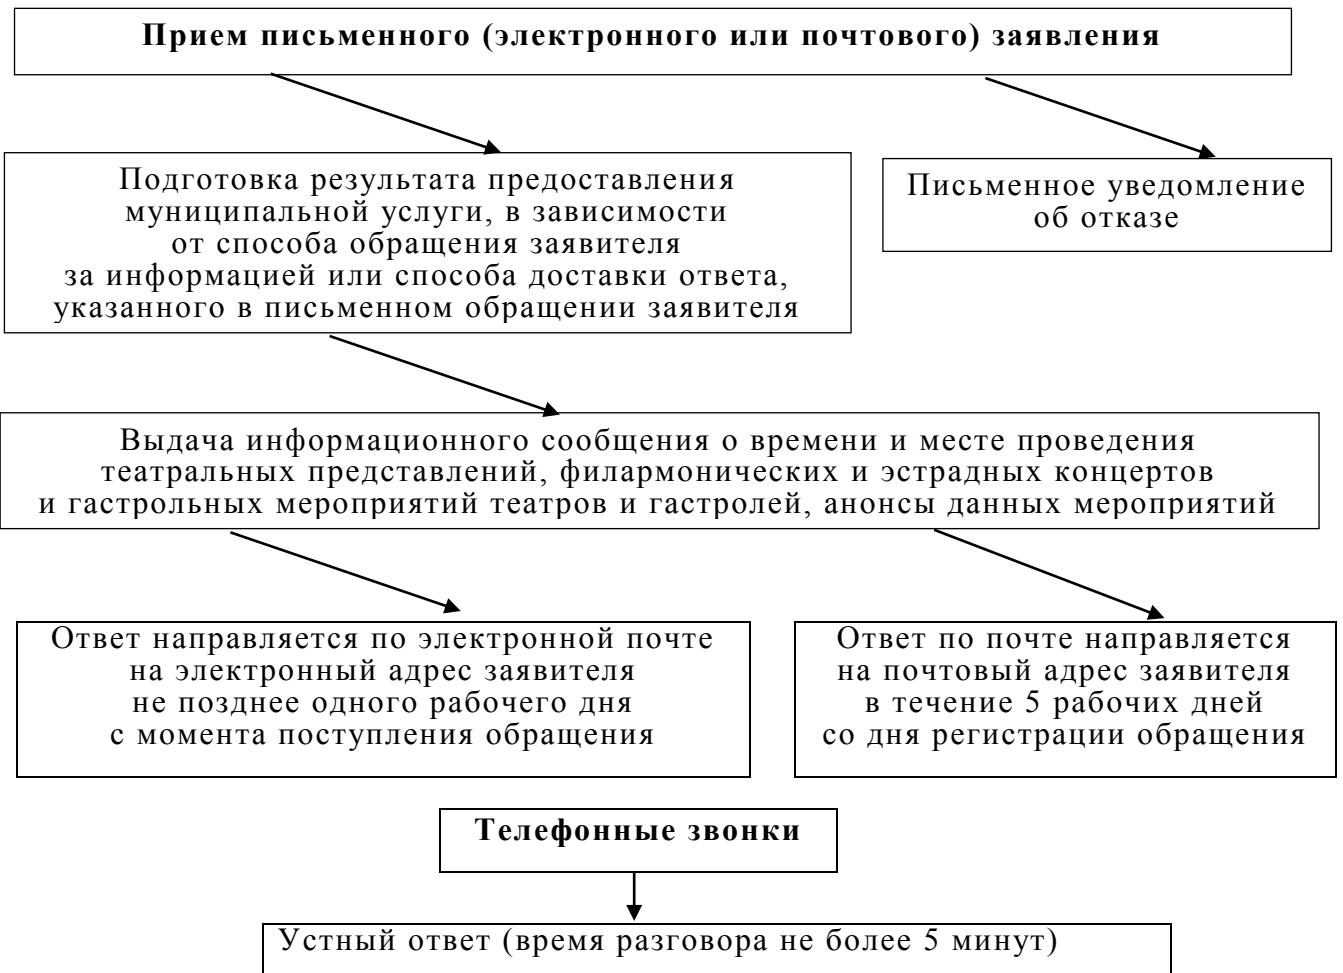 Прием письменного (электронного или почтового) заявления
Подготовка результата предоставления
муниципальной услуги, в зависимости
от способа обращения заявителя
за информацией или способа доставки ответа,
указанного в письменном обращении заявителя
Письменное уведомление
об отказе
Выдача информационного сообщения о времени и месте проведения
театральных представлений, филармонических и эстрадных концертов
и гастрольных мероприятий театров и гастролей, анонсы данных мероприятий
Ответ направляется по электронной почте
на электронный адрес заявителя
не позднее одного рабочего дня
с момента поступления обращения
Ответ по почте направляется
на почтовый адрес заявителя
в течение 5 рабочих дней
со дня регистрации обращения
Телефонные звонки
Устный ответ (время разговора не более 5 минут)